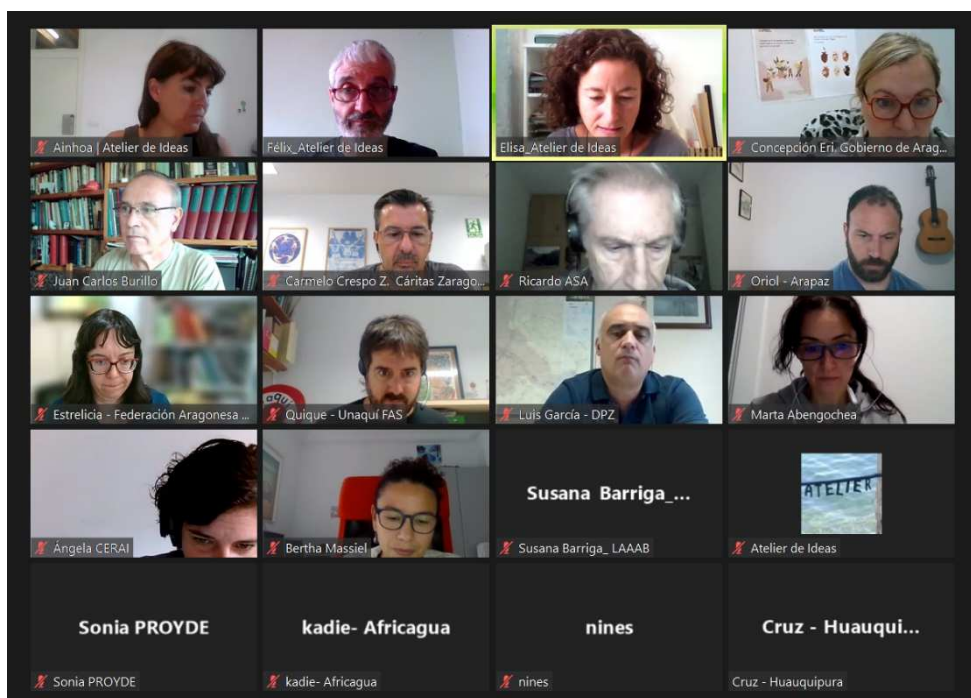 Ainhoa | Atelier de Ideas
Félix_Atelier de Ideas
Elisa_Atelier de Ideas
Concepción Eri. Gobierno de Arag...
Juan Carlos Burillo
Carmelo Crespo Z. Cáritas Zarago...
Ricardo ASA
Oriol - Arapaz
Estrelicia - Federación Aragonesa ...
Quique - Unaquí FAS
Luis García - DPZ
Marta Abengochea
Ángela CERAI
Bertha Massiel
Susana Barriga_...
Susana Barriga_ LAAAB
ATELIER
Atelier de Ideas
Sonia PROYDE
Sonia PROYDE
kadie- Africagua
kadie- Africagua
nines
nines
Cruz - Huauqui...
Cruz - Huauquipura